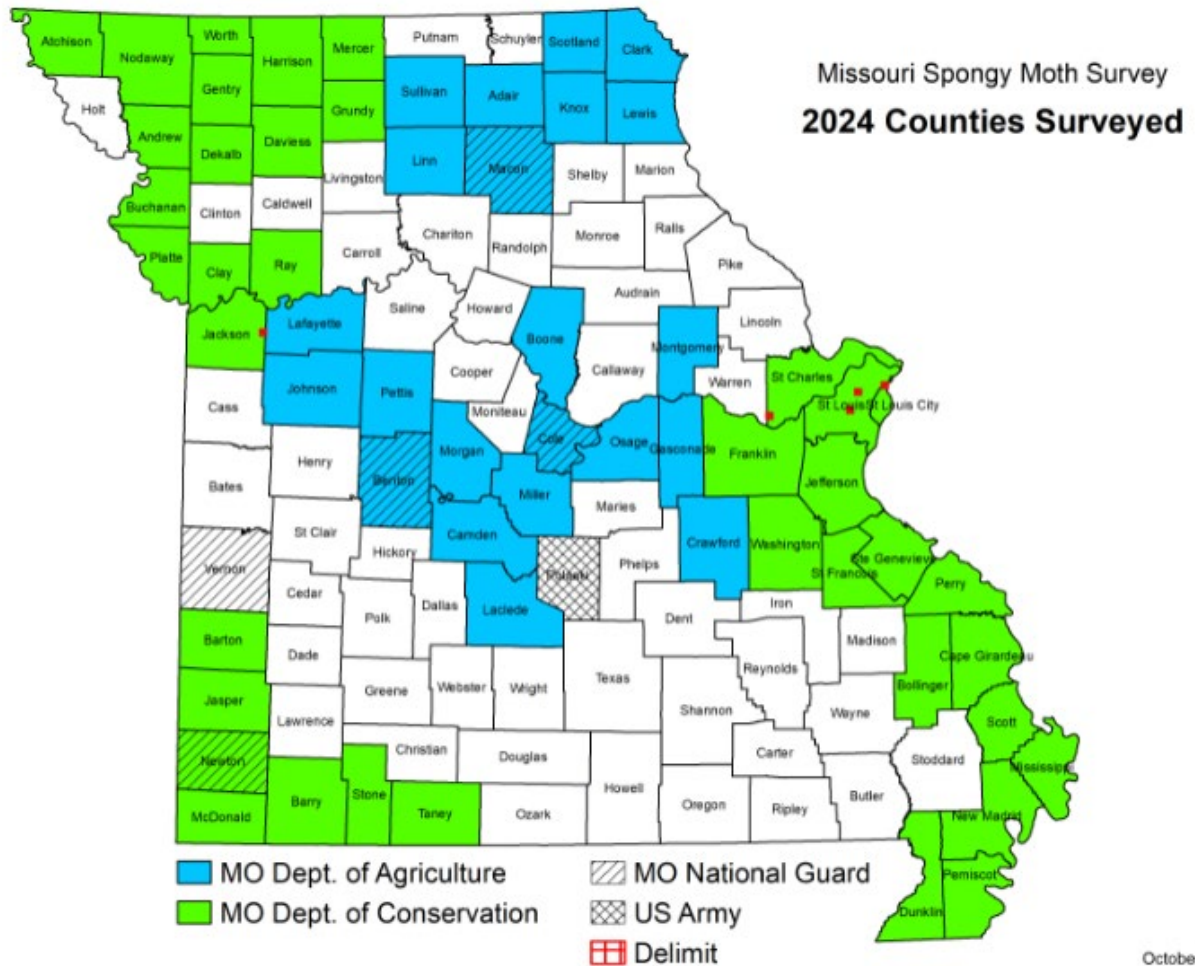 Missouri Spongy Moth Survey
2024 Counties Surveyed
Atchison
Nodaway
Worth
Harrison
Mercer
Putnam
Schuyler
Scotland
Clark
Holt
Gentry
Grundy
Sullivan
Adair
Knox
Lewis
Andrew
Dekalb
Daviess
Livingston
Linn
Macon
Shelby
Marion
Buchanan
Clinton
Caldwell
Chariton
Randolph
Monroe
Ralls
Pike
Platte
Clay
Ray
Carroll
Saline
Howard
Audrain
Lincoln
Jackson
Lafayette
Boone
Callaway
Montgomery
Warren
St Charles
Johnson
Pettis
Cooper
Moniteau
St Louis
St Louis City
Cass
Henry
Morgan
Cole
Osage
Gasconade
Franklin
Jefferson
Bates
Benton
Miller
Maries
St Clair
Hickory
Camden
Phelps
Crawford
Washington
Ste Genevieve
St Francois
Vernon
Cedar
Polk
Dallas
Laclede
Dent
Iron
Perry
Barton
Dade
Madison
Cape Girardeau
Jasper
Greene
Webster
Wright
Texas
Reynolds
Bollinger
Lawrence
Shannon
Wayne
Scott
Newton
Christian
Douglas
Carter
Stoddard
Mississippi
McDonald
Barry
Stone
Taney
Ozark
Howell
Oregon
Ripley
Butler
New Madrid
Pemiscot
Dunklin
MO Dept. of Agriculture
MO Dept. of Conservation
MO National Guard
US Army
Delimit
Octobe